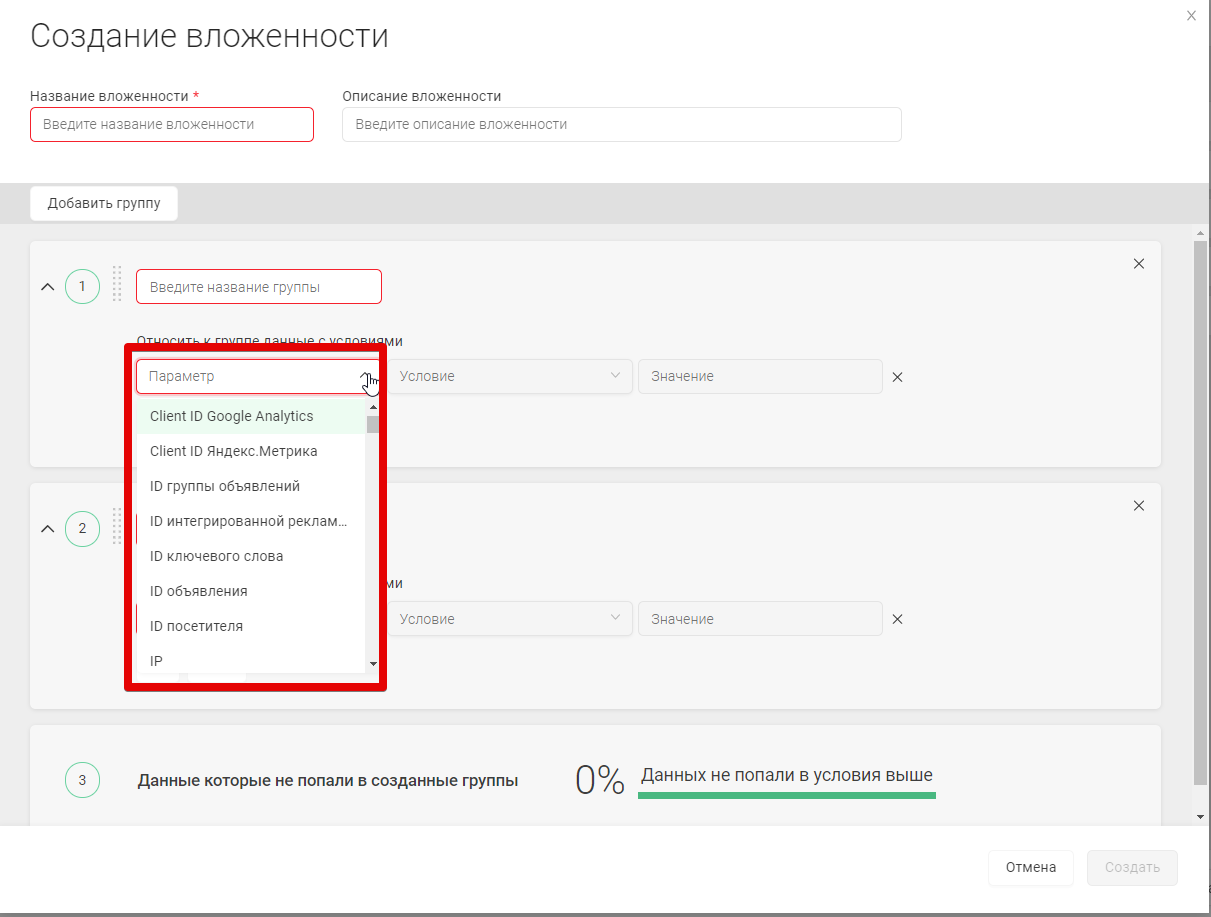 Создание вложенности
Название вложенности *
Описание вложенности
Введите название вложенности
Введите описание вложенности
Добавить группу
1
Введите название группы
Относить к группе данные с условиями
Параметр
Условие
Значение
Client ID Google Analytics
Client ID Яндекс.Метрика
ID группы объявлений
ID интегрированной реклам...
ID ключевого слова
ID объявления
ID посетителя
IP
2
ми
Условие
Значение
3
Данные которые не попали в созданные группы
0%
Данных не попали в условия выше
Отмена
Создать